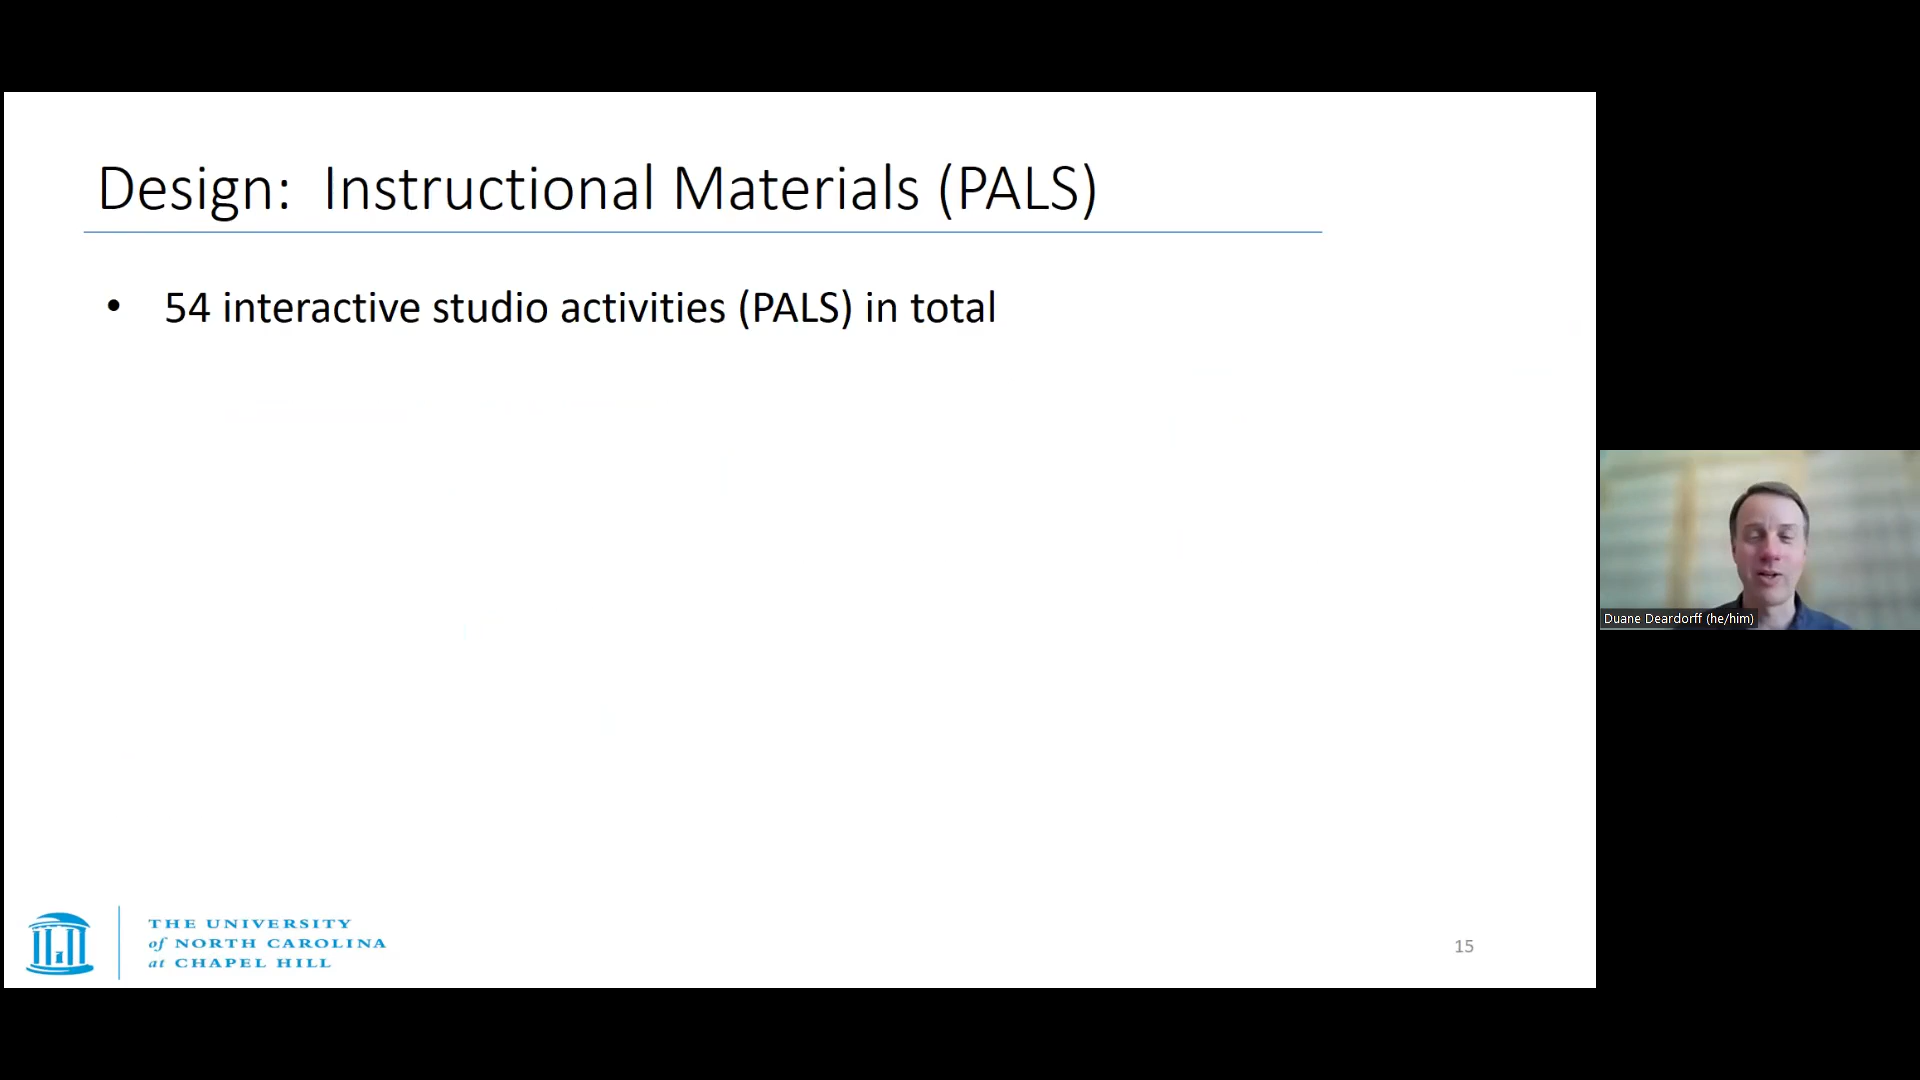 Design: Instructional Materials (PALS)
• 54 interactive studio activities (PALS) in total
Duane Deardorff (he/him)
THE UNIVERSITY
of NORTH CAROLINA
at CHAPEL HILL
15